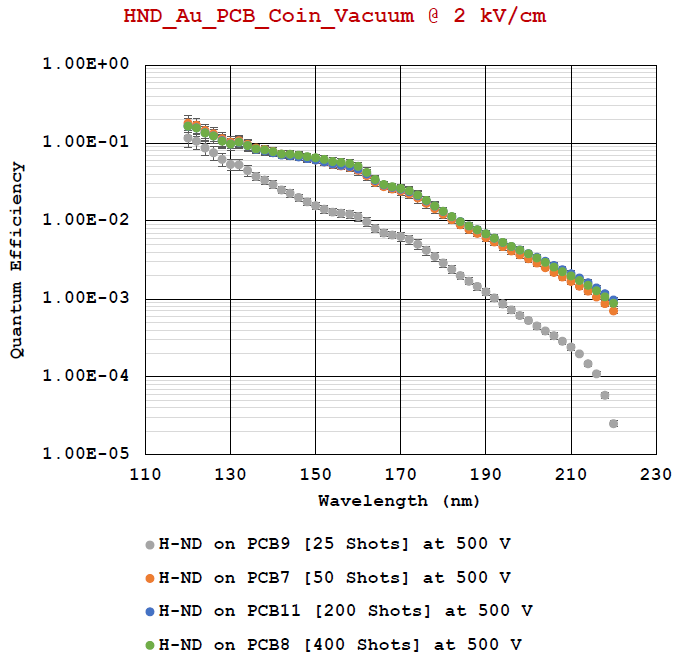 HND_Au_PCB_Coin_Vacuum @ 2 kV/cm
1.00E+00
1.00E-01
1.00E-02
1.00E-03
1.00E-04
1.00E-05
Quantum Efficiency
110 130 150 170 190 210 230
Wavelength (nm)
H-ND on PCB9 [25 Shots] at 500 V
H-ND on PCB7 [50 Shots] at 500 V
H-ND on PCB11 [200 Shots] at 500 V
H-ND on PCB8 [400 Shots] at 500 V